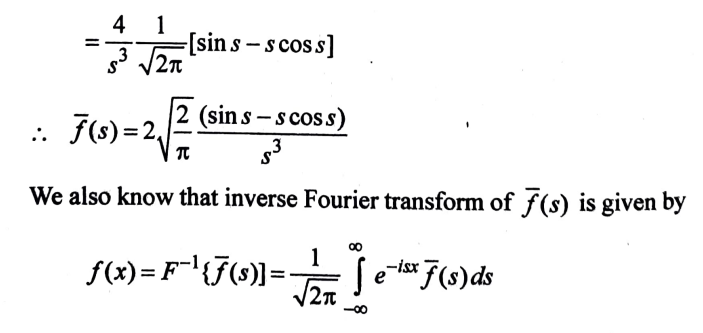 = 4/s³ 1/√2π [sin s – s cos s]
∴ f̄(s) = 2√(2/π) (sin s – s cos s)/s³
We also know that inverse Fourier transform of f̄(s) is given by
f(x) = F⁻¹{f̄(s)] = 1/√2π ∫_{–∞}^{∞} e^{–isx} f̄(s) ds